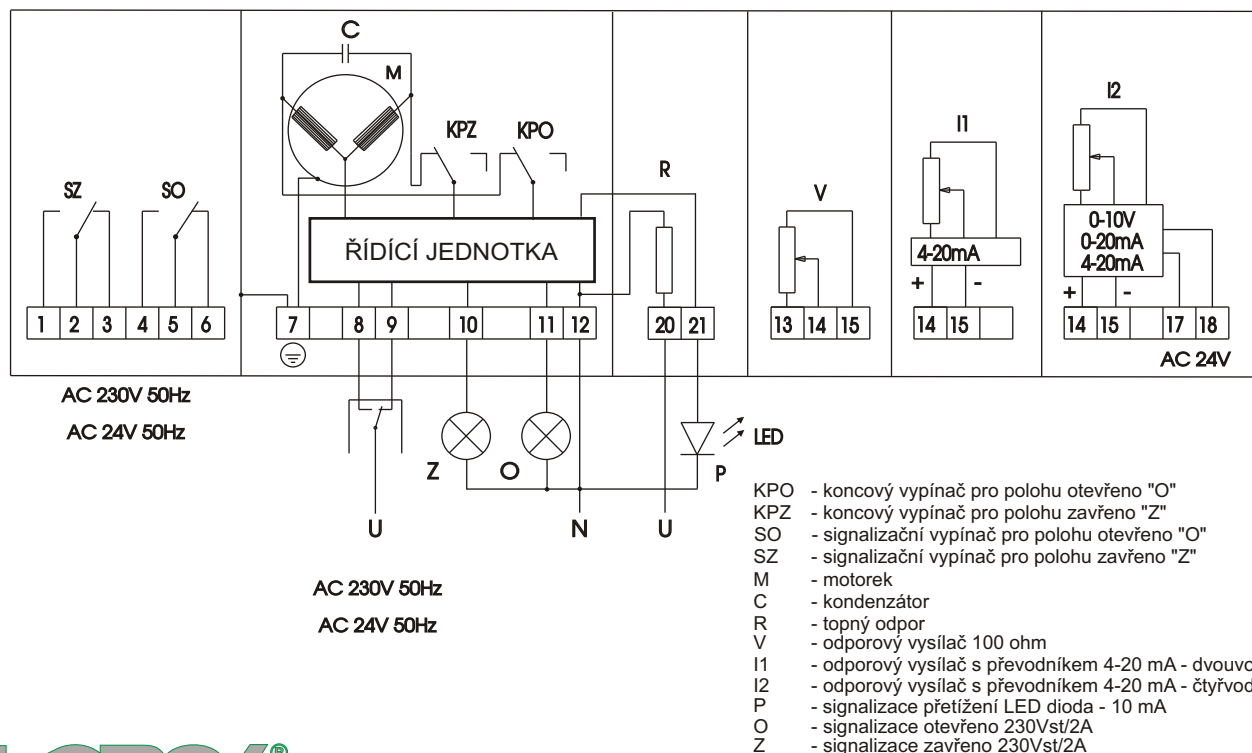 C
M
KPZ
KPO
SZ
SO
R
V
I1
I2
ŘÍDÍCÍ JEDNOTKA
4-20mA
0-10V
0-20mA
4-20mA
+ -
+ -
1 2 3 4 5 6
7 8 9 10 11 12
20 21
13 14 15
14 15
14 15 17 18
AC 24V
AC 230V 50Hz
AC 24V 50Hz
Z
O
P
LED
U
N
U
AC 230V 50Hz
AC 24V 50Hz
KPO - koncový vypínač pro polohu otevřeno "O"
KPZ - koncový vypínač pro polohu zavřeno "Z"
SO - signalizační vypínač pro polohu otevřeno "O"
SZ - signalizační vypínač pro polohu zavřeno "Z"
M - motorek
C - kondenzátor
R - topný odpor
V - odporový vysílač 100 ohm
I1 - odporový vysílač s převodníkem 4-20 mA - dvouvo
I2 - odporový vysílač s převodníkem 4-20 mA - čtyřvod
P - signalizace přetížení LED dioda - 10 mA
O - signalizace otevřeno 230Vst/2A
Z - signalizace zavřeno 230Vst/2A
®